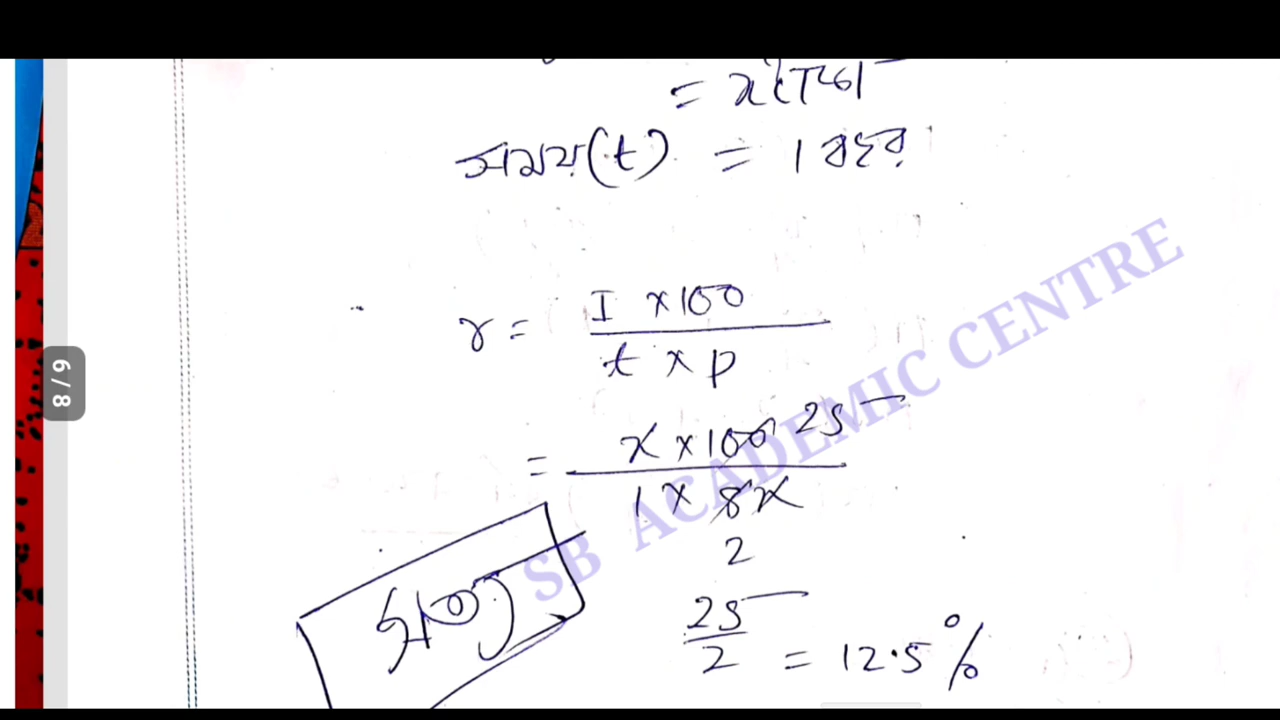 = x টাকা
সময় (t) = 1 বছর
r = I × 100
t × p
= x × 100 25
1 × 8x
2
25
2 = 12.5 %
SB ACADEMIC CENTRE
6 / 8